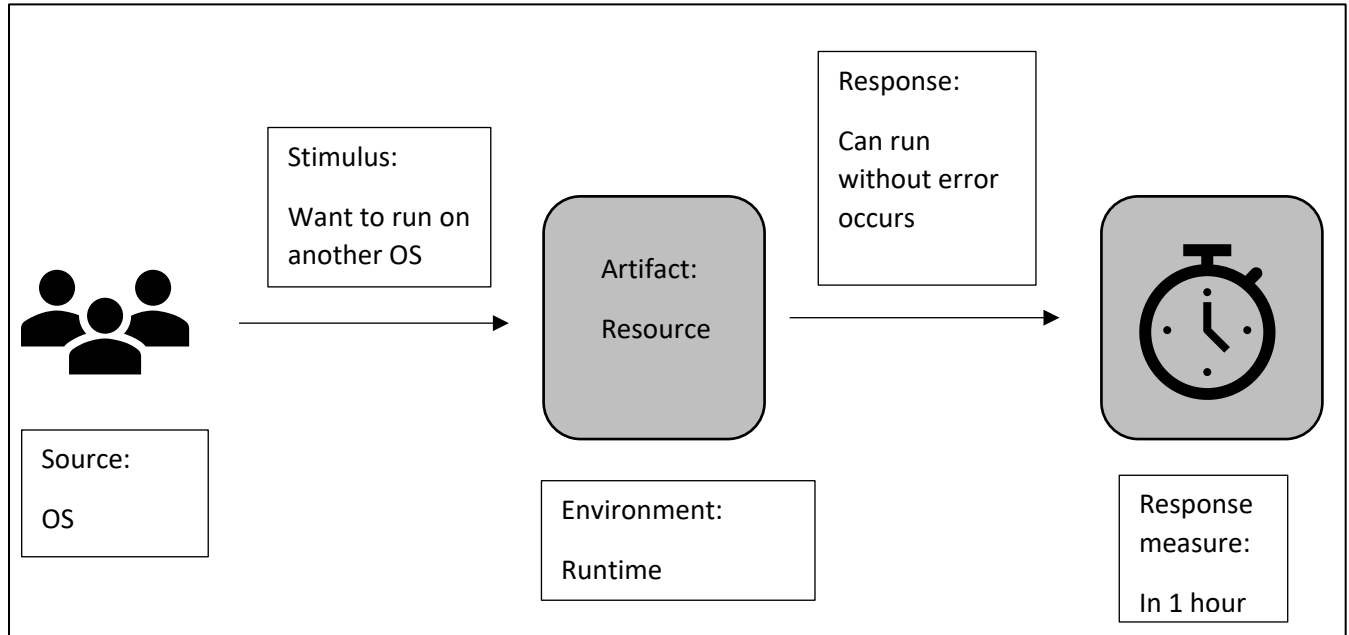 Source:
OS
Stimulus:
Want to run on
another OS
Artifact:
Resource
Environment:
Runtime
Response:
Can run
without error
occurs
Response
measure:
In 1 hour